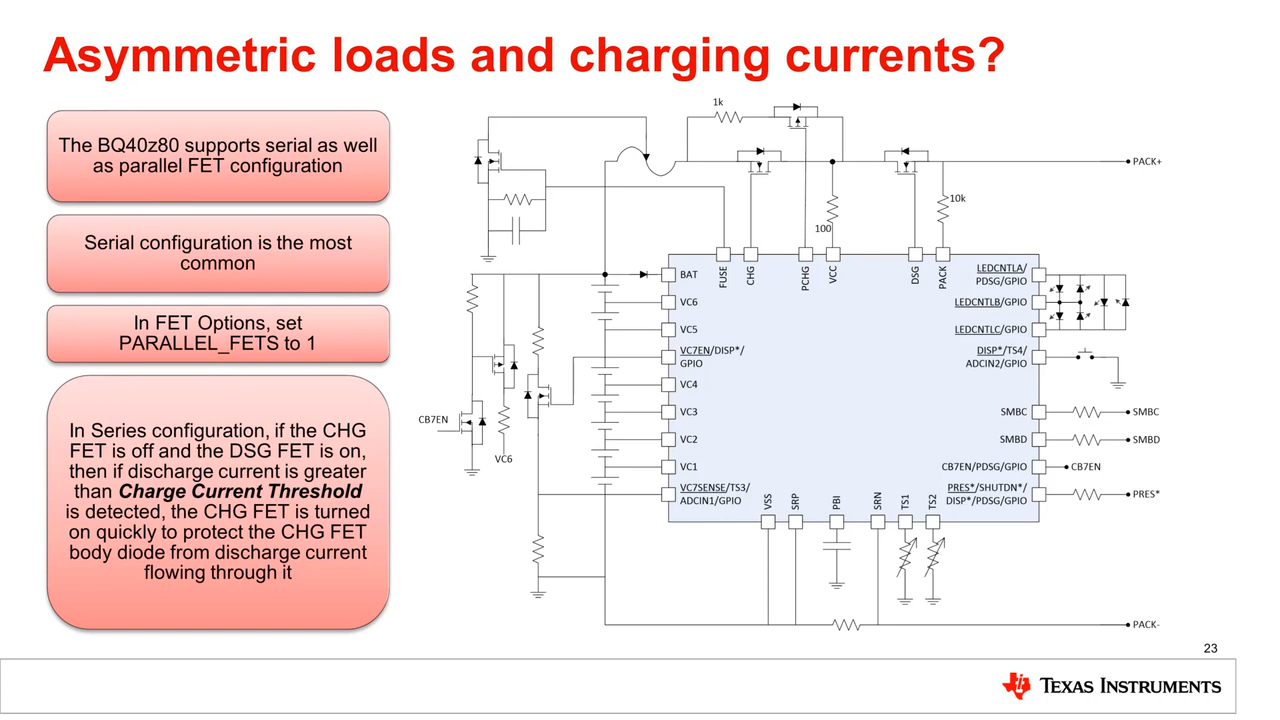 Asymmetric loads and charging currents?
The BQ40z80 supports serial as well
as parallel FET configuration
Serial configuration is the most
common
In FET Options, set
PARALLEL_FETS to 1
In Series configuration, if the CHG
FET is off and the DSG FET is on,
then if discharge current is greater
than Charge Current Threshold
is detected, the CHG FET is turned
on quickly to protect the CHG FET
body diode from discharge current
flowing through it
1k
PACK+
10k
100
FUSE
CHG
PCHG
VCC
DSG
PACK
BAT
VC6
VC5
VC7EN/DISP*/
GPIO
VC4
VC3
VC2
VC1
VC7SENSE/TS3/
ADCIN1/GPIO
LEDCNTLA/
PDSG/GPIO
LEDCNTLB/GPIO
LEDCNTLC/GPIO
DISP*/TS4/
ADCIN2/GPIO
SMBC
SMBC
SMBD
SMBD
CB7EN/PDSG/GPIO
CB7EN
PRES*/SHUTDN*/
DISP*/PDSG/GPIO
PRES*
CB7EN
VC6
VSS
SRP
PBI
SRN
TS1
TS2
PACK-
23
TEXAS INSTRUMENTS